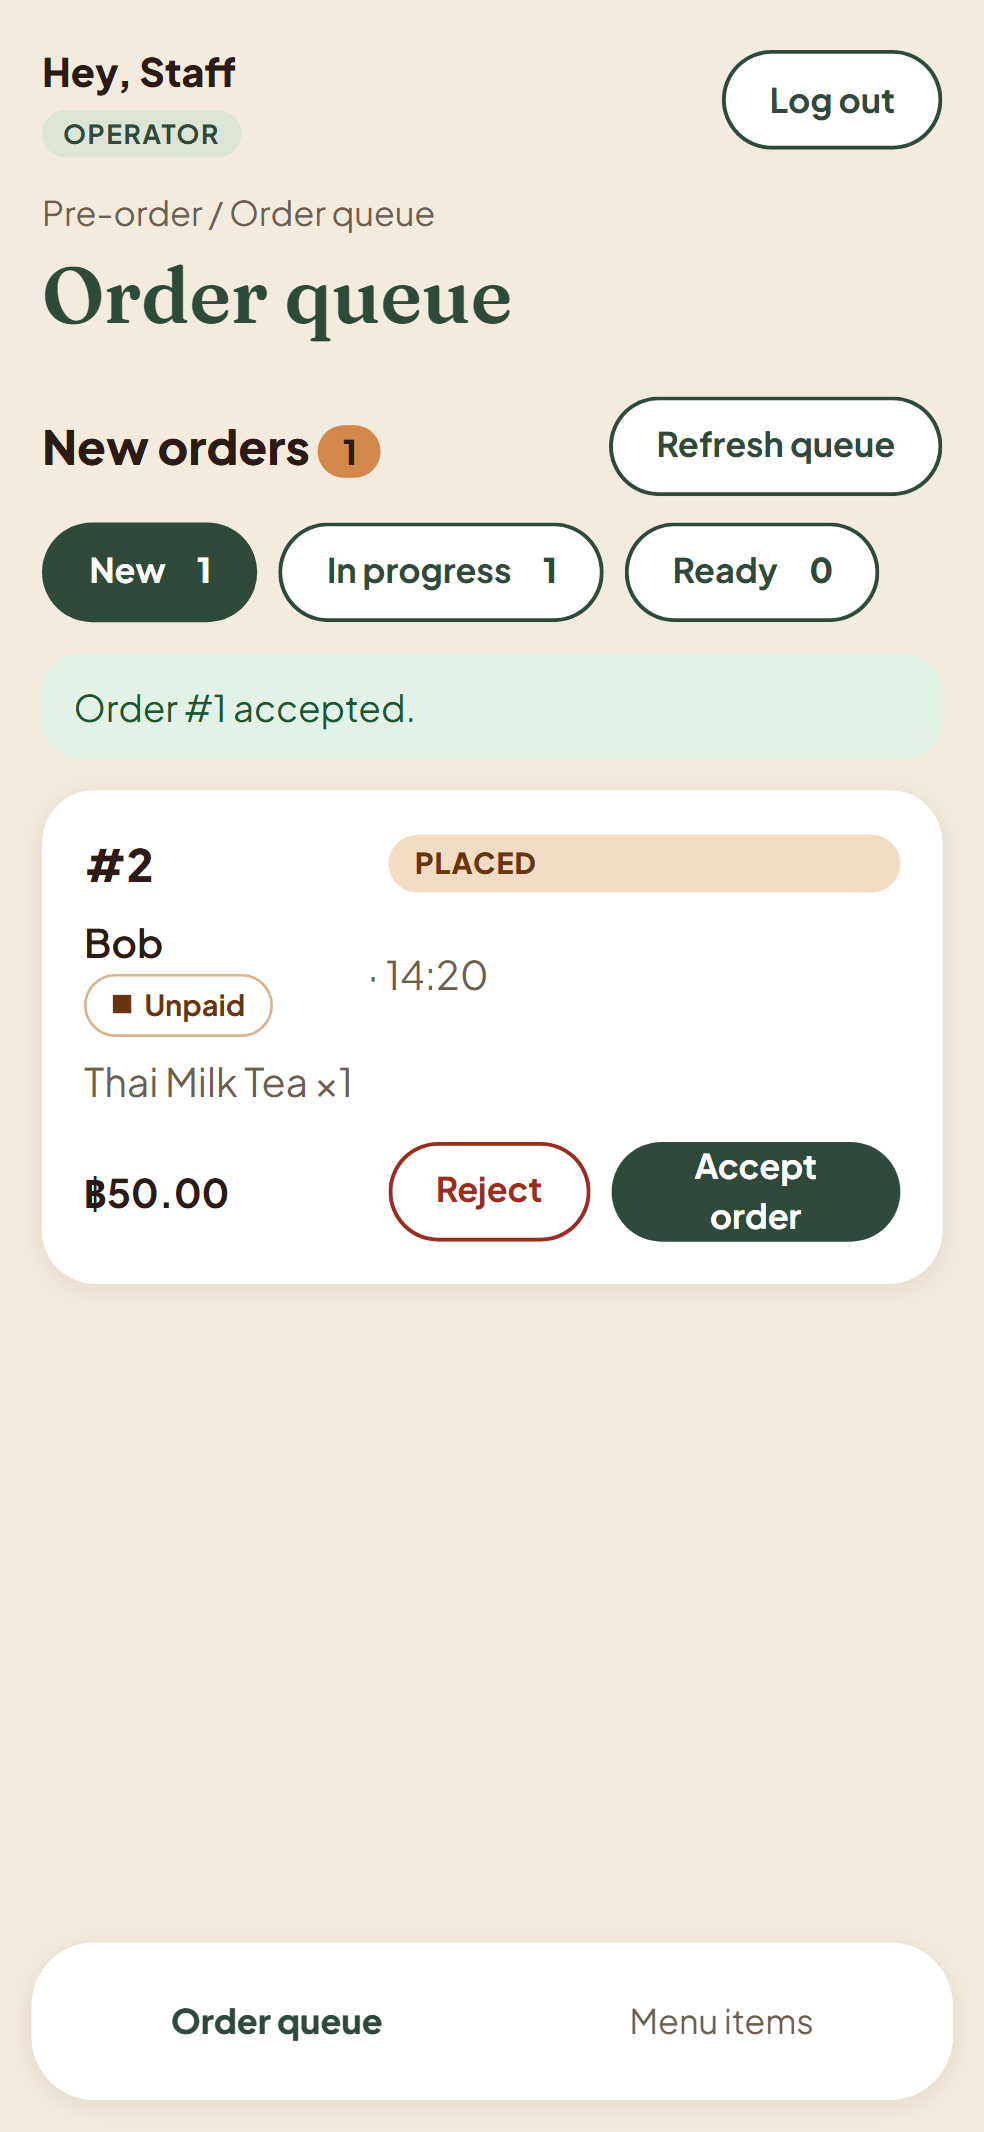 Hey, Staff
Log out
OPERATOR
Pre-order / Order queue
Order queue
New orders 1
Refresh queue
New 1
In progress 1
Ready 0
Order #1 accepted.
#2
PLACED
Bob
· 14:20
Unpaid
Thai Milk Tea ×1
฿50.00
Reject
Accept
order
Order queue
Menu items